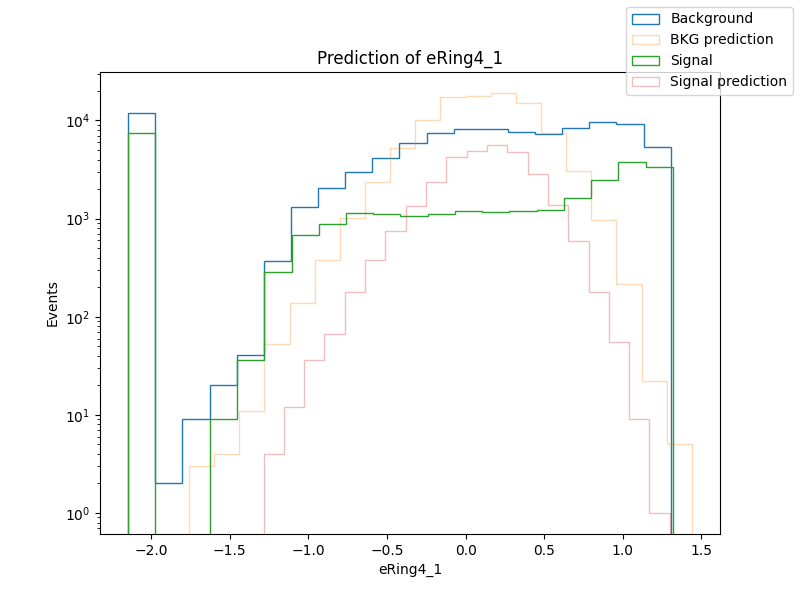 Prediction of eRing4_1
Background
BKG prediction
Signal
Signal prediction
Events
10⁴
10³
10²
10¹
10⁰
−2.0 −1.5 −1.0 −0.5 0.0 0.5 1.0 1.5
eRing4_1